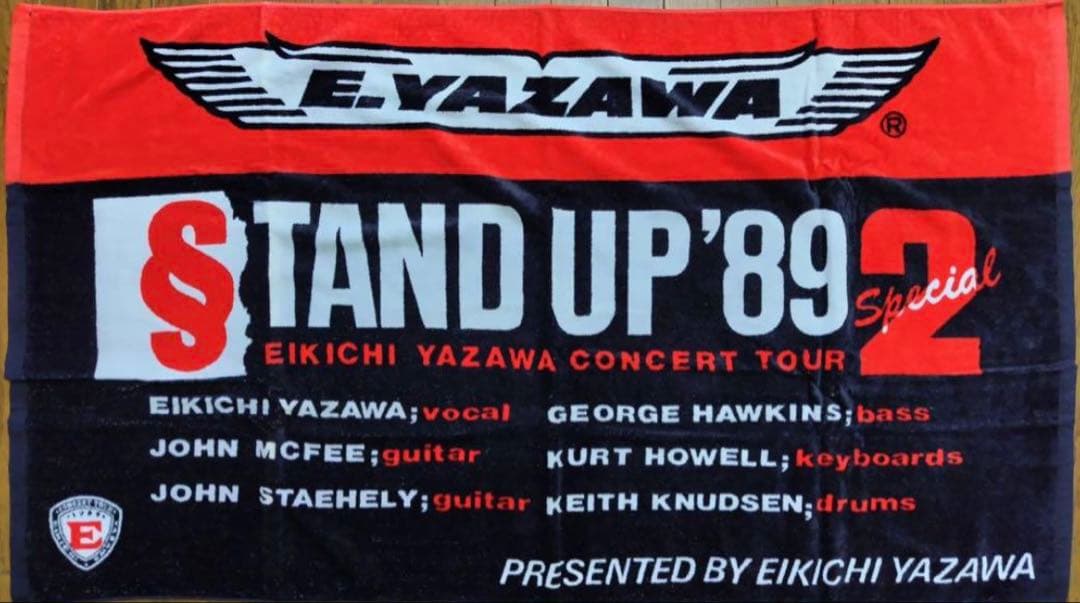 E.YAZAWA ®
§TAND UP '89 2 Special
EIKICHI YAZAWA CONCERT TOUR
EIKICHI YAZAWA;vocal GEORGE HAWKINS;bass
JOHN MCFEE;guitar KURT HOWELL;keyboards
JOHN STAEHELY;guitar KEITH KNUDSEN;drums
E
PRESENTED BY EIKICHI YAZAWA